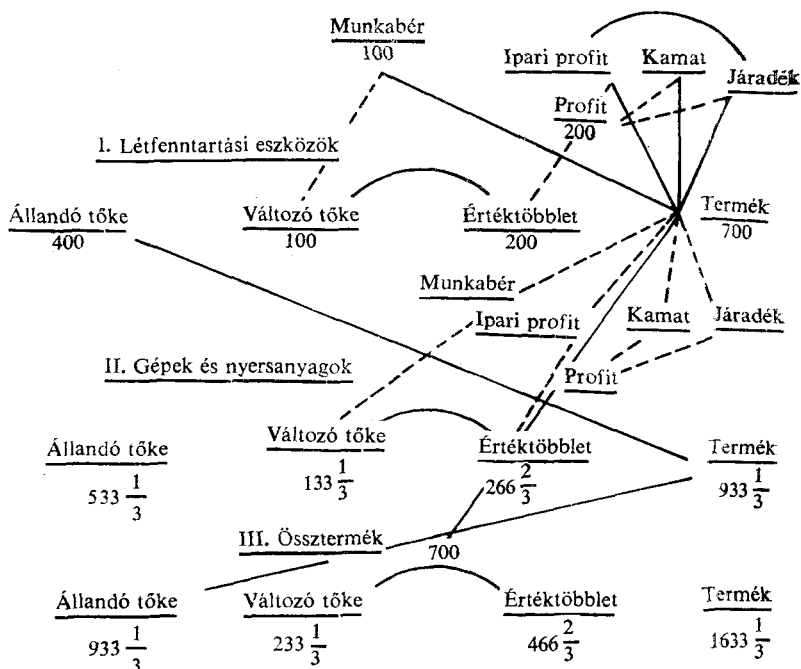 Munkabér
100
Ipari profit Kamat Járadék
Profit
200
I. Létfenntartási eszközök
Állandó tőke Változó tőke Értéktöbblet Termék
400 100 200 700
Munkabér
Ipari profit Kamat Járadék
II. Gépek és nyersanyagok
Profit
Állandó tőke Változó tőke Értéktöbblet Termék
533 1/3 133 1/3 266 2/3 933 1/3
III. Össztermék 700
Állandó tőke Változó tőke Értéktöbblet Termék
933 1/3 233 1/3 466 2/3 1633 1/3